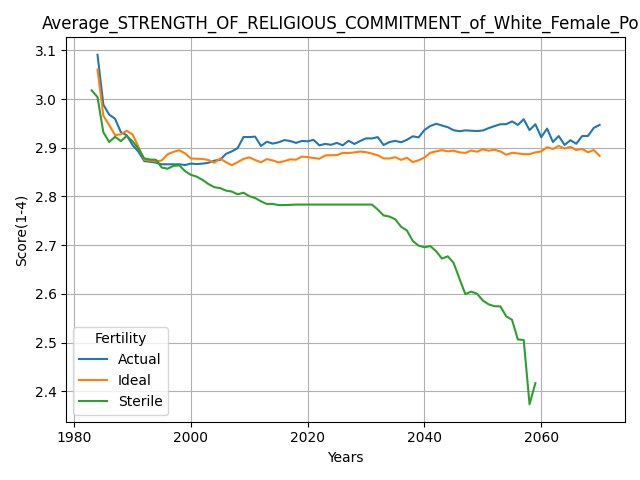 Average_STRENGTH_OF_RELIGIOUS_COMMITMENT_of_White_Female_Po
3.1
3.0
2.9
2.8
2.7
2.6
2.5
2.4
Score(1-4)
Fertility
Actual
Ideal
Sterile
1980 2000 2020 2040 2060
Years